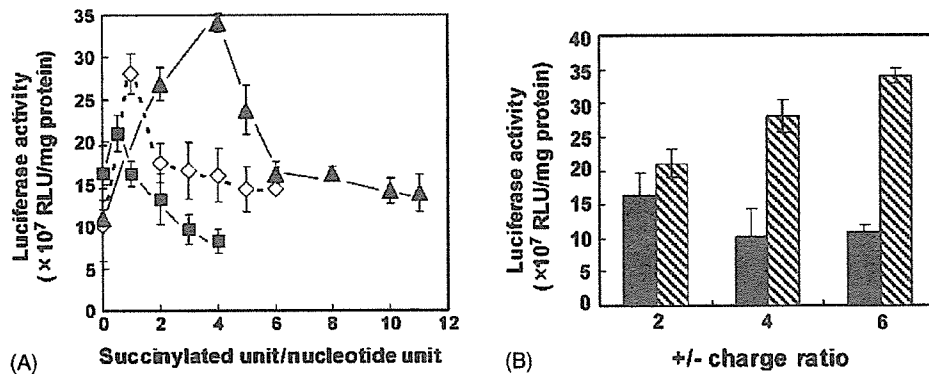 35
30
25
20
15
10
5
0
0 2 4 6 8 10 12
Luciferase activity
(×10⁷ RLU/mg protein)
Succinylated unit/nucleotide unit
(A)
40
35
30
25
20
15
10
5
0
2 4 6
Luciferase activity
(×10⁷ RLU/mg protein)
+/- charge ratio
(B)